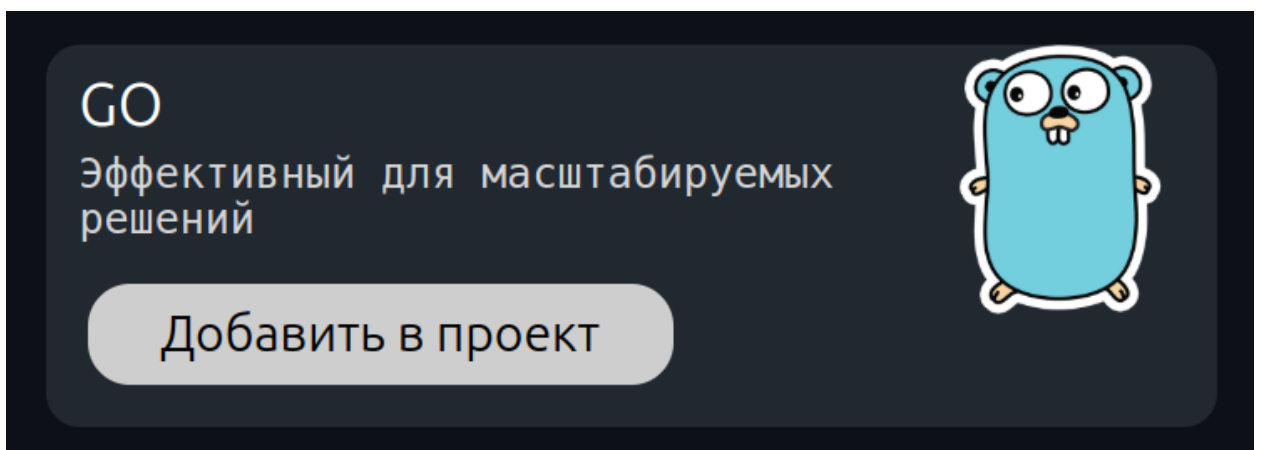 GO
Эффективный для масштабируемых
решений
Добавить в проект